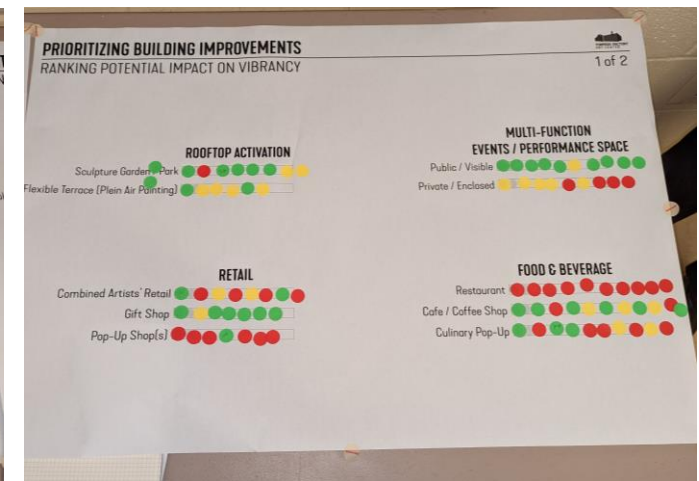 PRIORITIZING BUILDING IMPROVEMENTS
RANKING POTENTIAL IMPACT ON VIBRANCY
1 of 2
ROOFTOP ACTIVATION
Sculpture Garden / Park
Flexible Terrace (Plein Air Painting)
MULTI-FUNCTION
EVENTS / PERFORMANCE SPACE
Public / Visible
Private / Enclosed
RETAIL
Combined Artists' Retail
Gift Shop
Pop-Up Shop(s)
FOOD & BEVERAGE
Restaurant
Cafe / Coffee Shop
Culinary Pop-Up